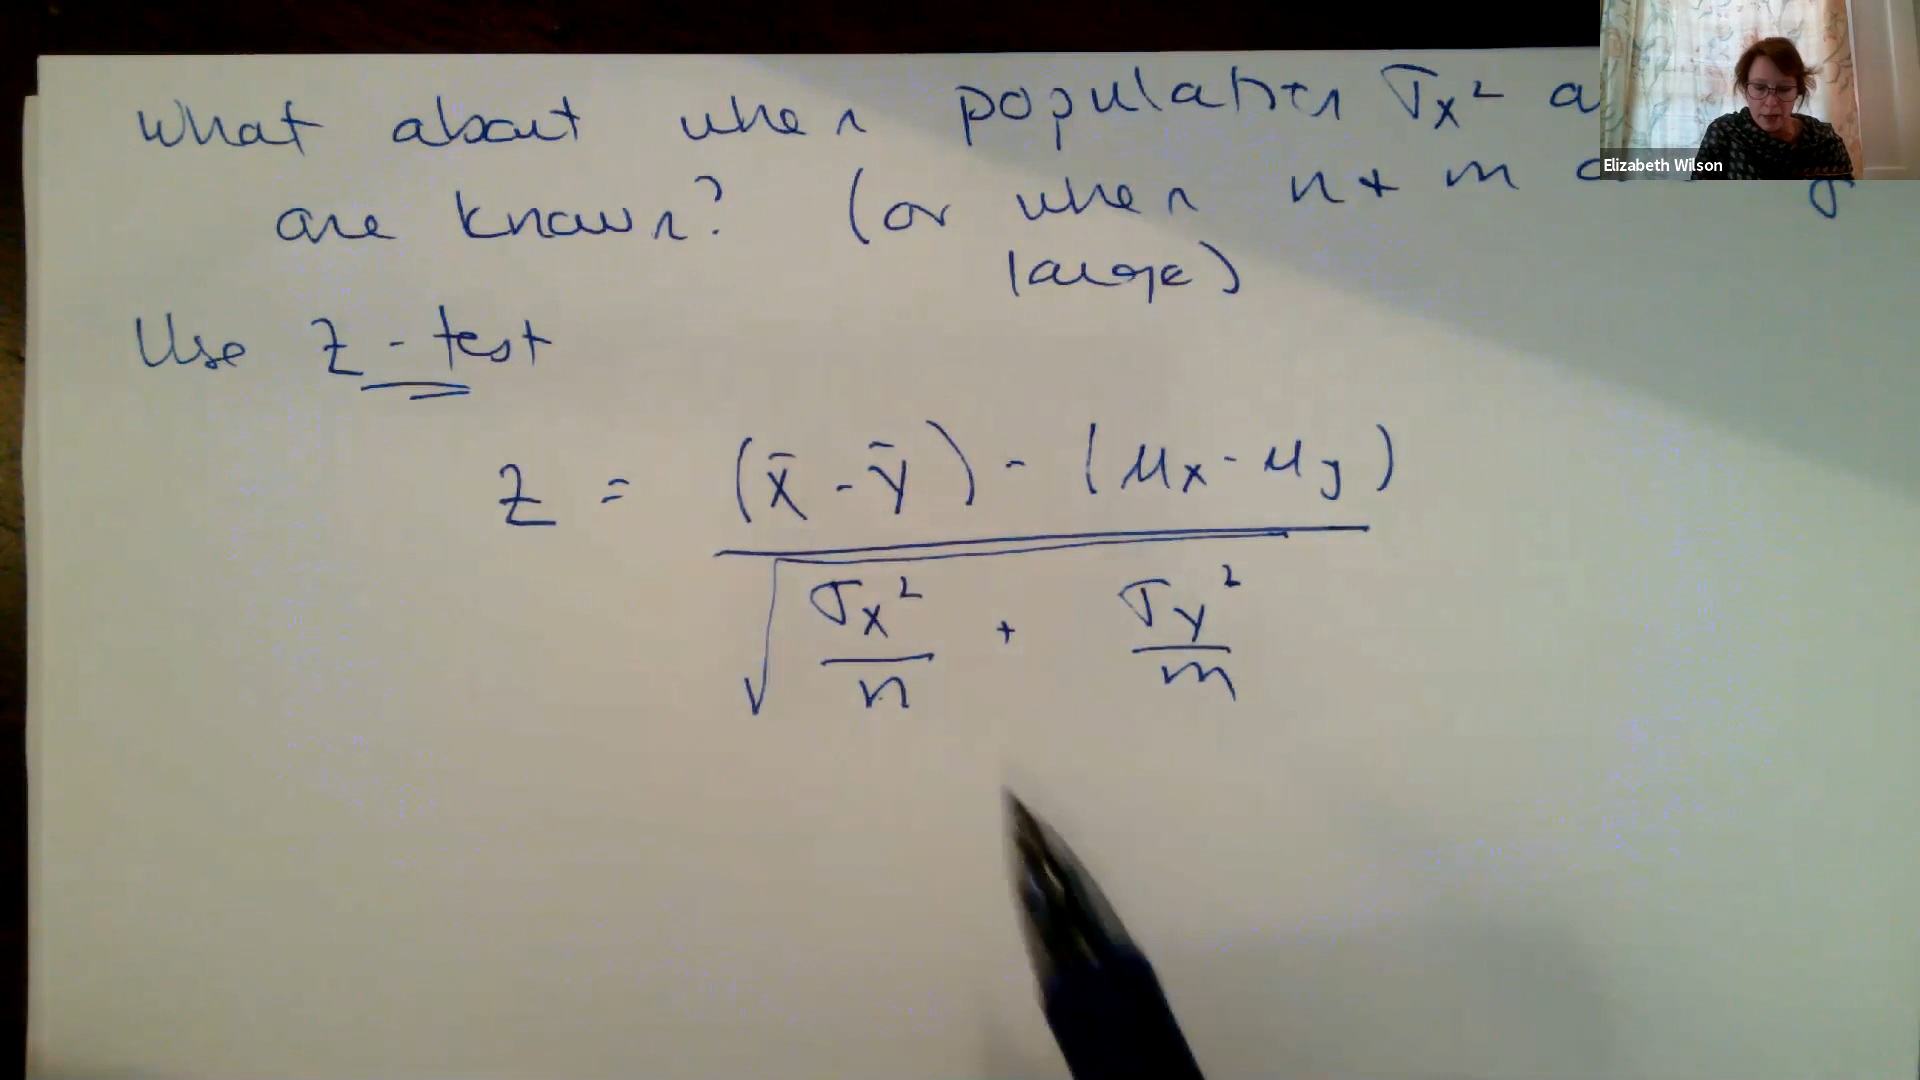 What about when population σx²
are known? (or when n + m
large)
Use Z-test
Z = (x̄ - ȳ) - (μx - μy)
√ σx²/n + σy²/m
Elizabeth Wilson